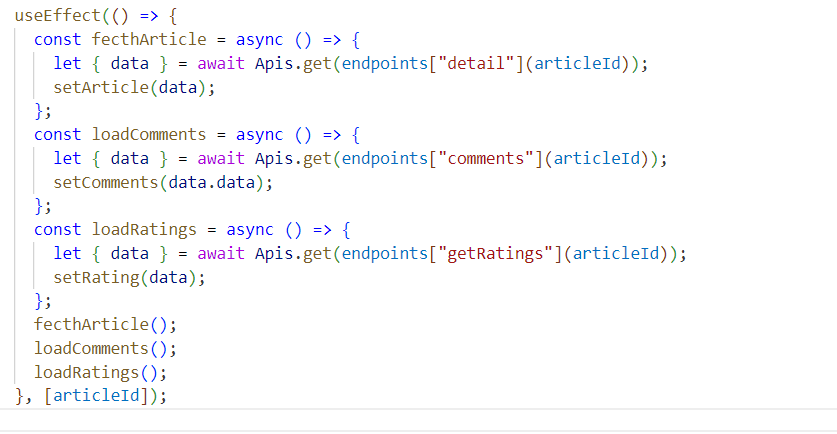 useEffect(() => {
  const fecthArticle = async () => {
    let { data } = await Apis.get(endpoints["detail"](articleId));
    setArticle(data);
  };
  const loadComments = async () => {
    let { data } = await Apis.get(endpoints["comments"](articleId));
    setComments(data.data);
  };
  const loadRatings = async () => {
    let { data } = await Apis.get(endpoints["getRatings"](articleId));
    setRating(data);
  };
  fecthArticle();
  loadComments();
  loadRatings();
}, [articleId]);